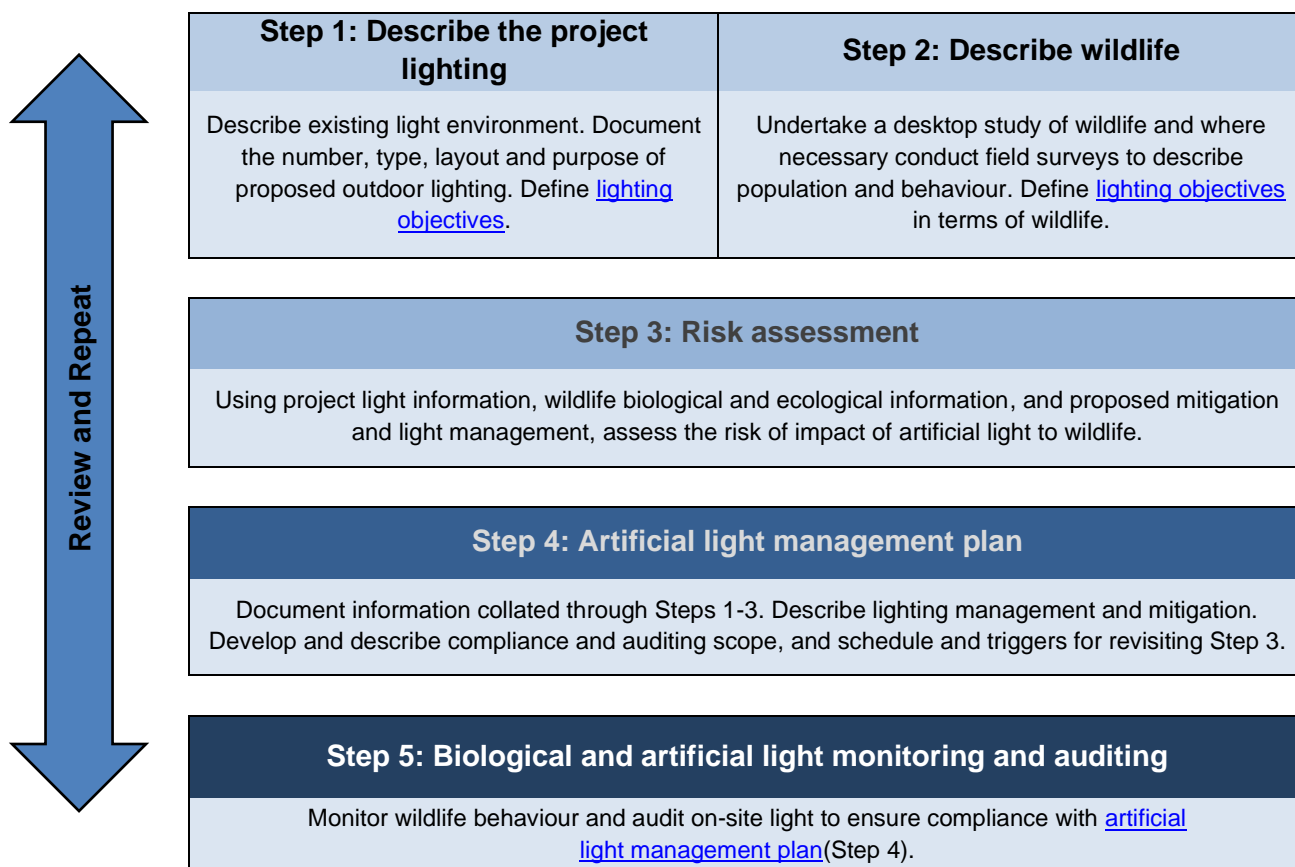 Review and Repeat
Step 1: Describe the project
lighting
Describe existing light environment. Document
the number, type, layout and purpose of
proposed outdoor lighting. Define lighting
objectives.
Step 2: Describe wildlife
Undertake a desktop study of wildlife and where
necessary conduct field surveys to describe
population and behaviour. Define lighting objectives
in terms of wildlife.
Step 3: Risk assessment
Using project light information, wildlife biological and ecological information, and proposed mitigation
and light management, assess the risk of impact of artificial light to wildlife.
Step 4: Artificial light management plan
Document information collated through Steps 1-3. Describe lighting management and mitigation.
Develop and describe compliance and auditing scope, and schedule and triggers for revisiting Step 3.
Step 5: Biological and artificial light monitoring and auditing
Monitor wildlife behaviour and audit on-site light to ensure compliance with artificial
light management plan(Step 4).